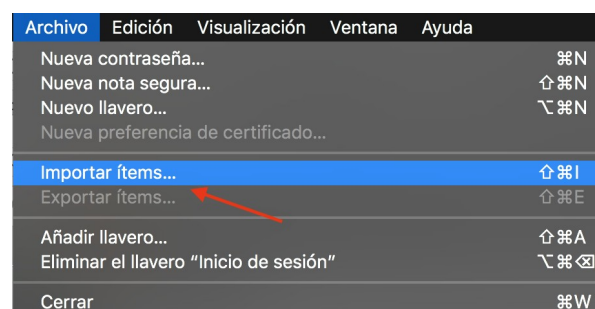 Archivo Edición Visualización Ventana Ayuda
Nueva contraseña... ⌘N
Nueva nota segura... ⇧⌘N
Nuevo llavero... ⌥⌘N
Nueva preferencia de certificado...
Importar ítems... ⇧⌘I
Exportar ítems... ⇧⌘E
Añadir llavero... ⇧⌘A
Eliminar el llavero “Inicio de sesión” ⌥⌘⌫
Cerrar ⌘W